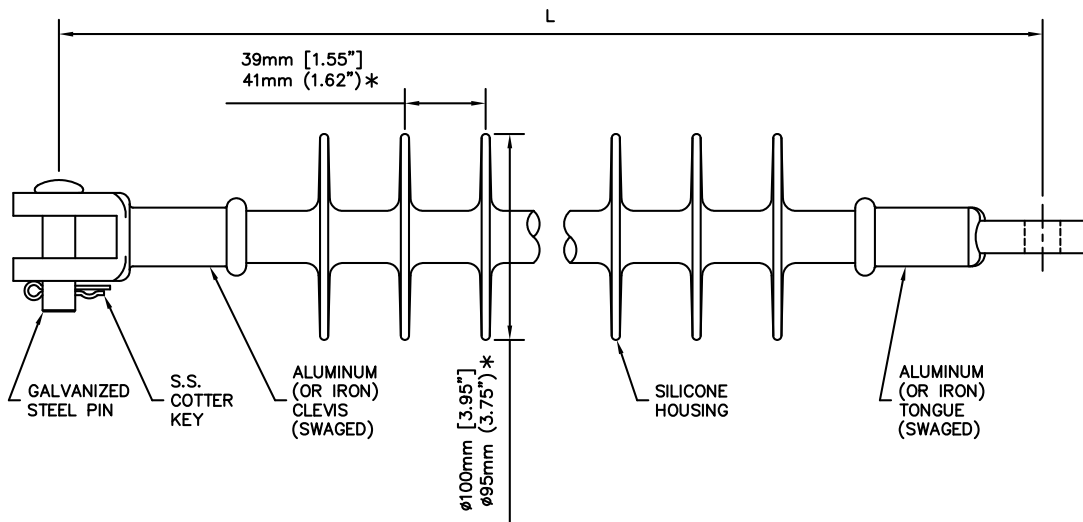 L
39mm [1.55”]
41mm (1.62”)*
GALVANIZED
STEEL PIN
S.S.
COTTER
KEY
ALUMINUM
(OR IRON)
CLEVIS
(SWAGED)
ø100mm [3.95”]
ø95mm (3.75”)*
SILICONE
HOUSING
ALUMINUM
(OR IRON)
TONGUE
(SWAGED)